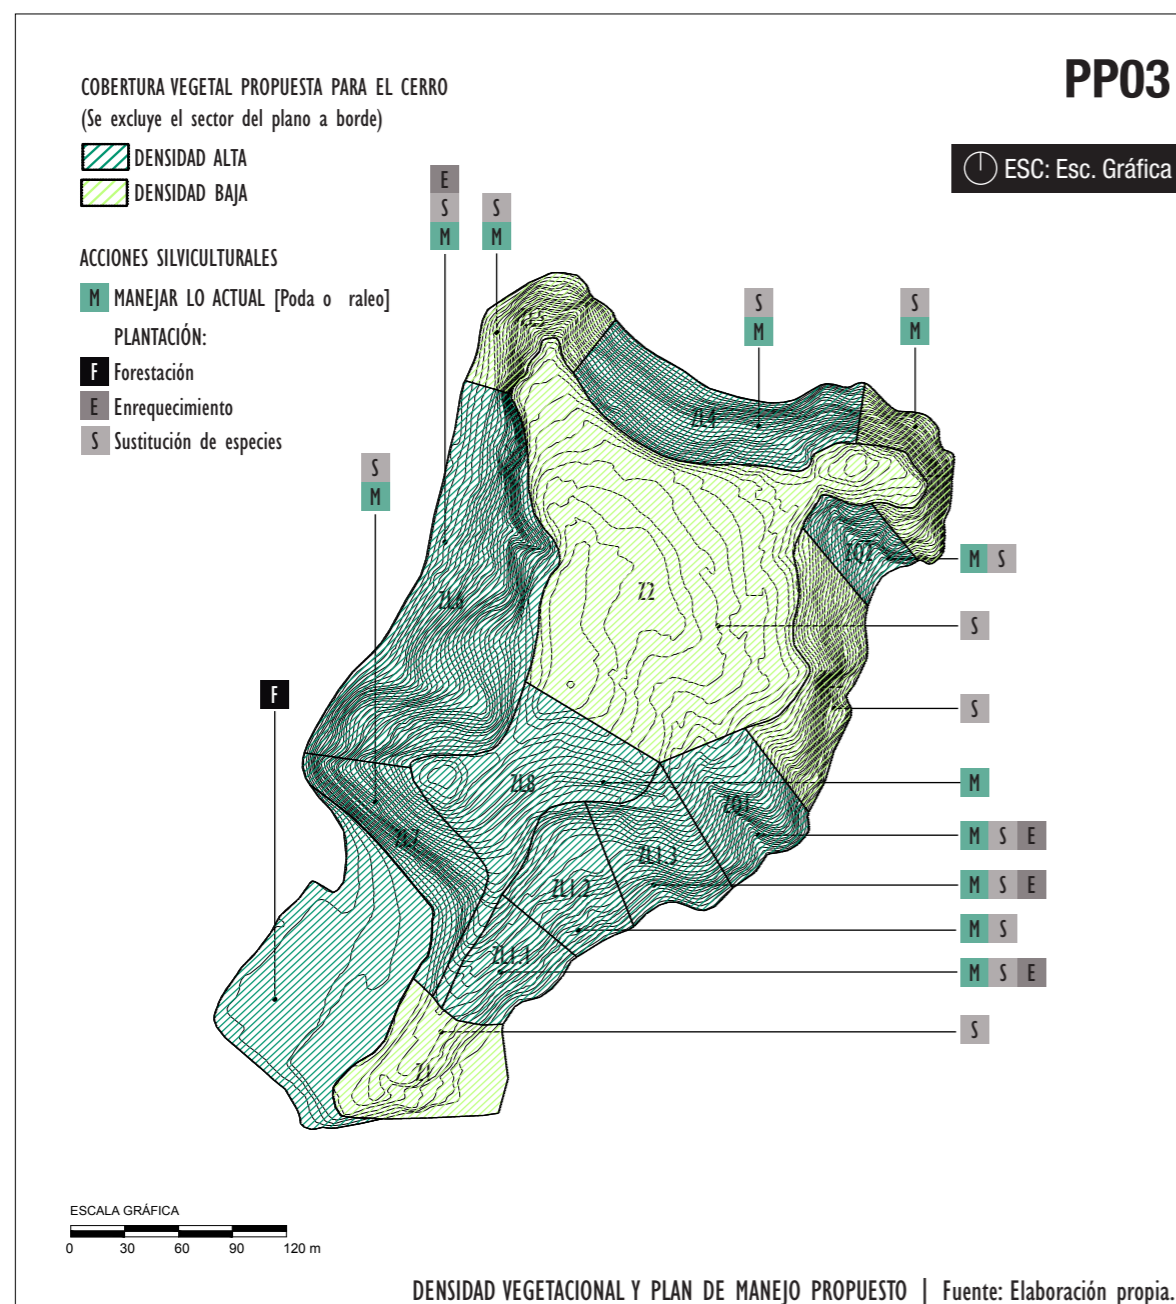 PP03
COBERTURA VEGETAL PROPUESTA PARA EL CERRO
(Se excluye el sector del plano a borde)
DENSIDAD ALTA
DENSIDAD BAJA
ESC: Esc. Gráfica
ACCIONES SILVICULTURALES
M MANEJAR LO ACTUAL [Poda o raleo]
PLANTACIÓN:
F Forestación
E Enrequecimiento
S Sustitución de especies
E
S
M
S
M
S
M
S
M
S
M
F
ZL4
ZQ2
Z2
ZL6
ZL8
ZQ1
ZL7
ZL1.3
ZL1.2
ZL1.1
Z1
M S
S
S
M
M S E
M S E
M S
M S E
S
ESCALA GRÁFICA
0 30 60 90 120 m
DENSIDAD VEGETACIONAL Y PLAN DE MANEJO PROPUESTO | Fuente: Elaboración propia.